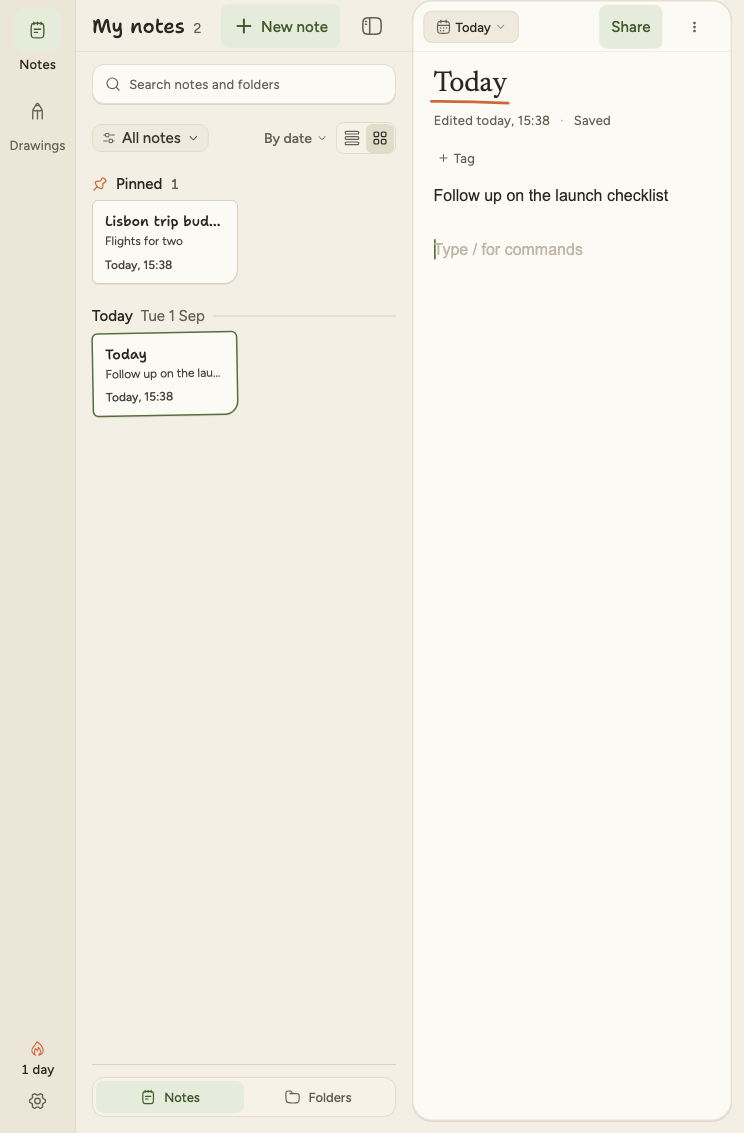 Notes
Drawings
1 day
My notes 2
New note
Search notes and folders
All notes
By date
Pinned 1
Lisbon trip bud...
Flights for two
Today, 15:38
Today Tue 1 Sep
Today
Follow up on the lau...
Today, 15:38
Notes
Folders
Today
Share
Today
Edited today, 15:38 · Saved
+ Tag
Follow up on the launch checklist
Type / for commands